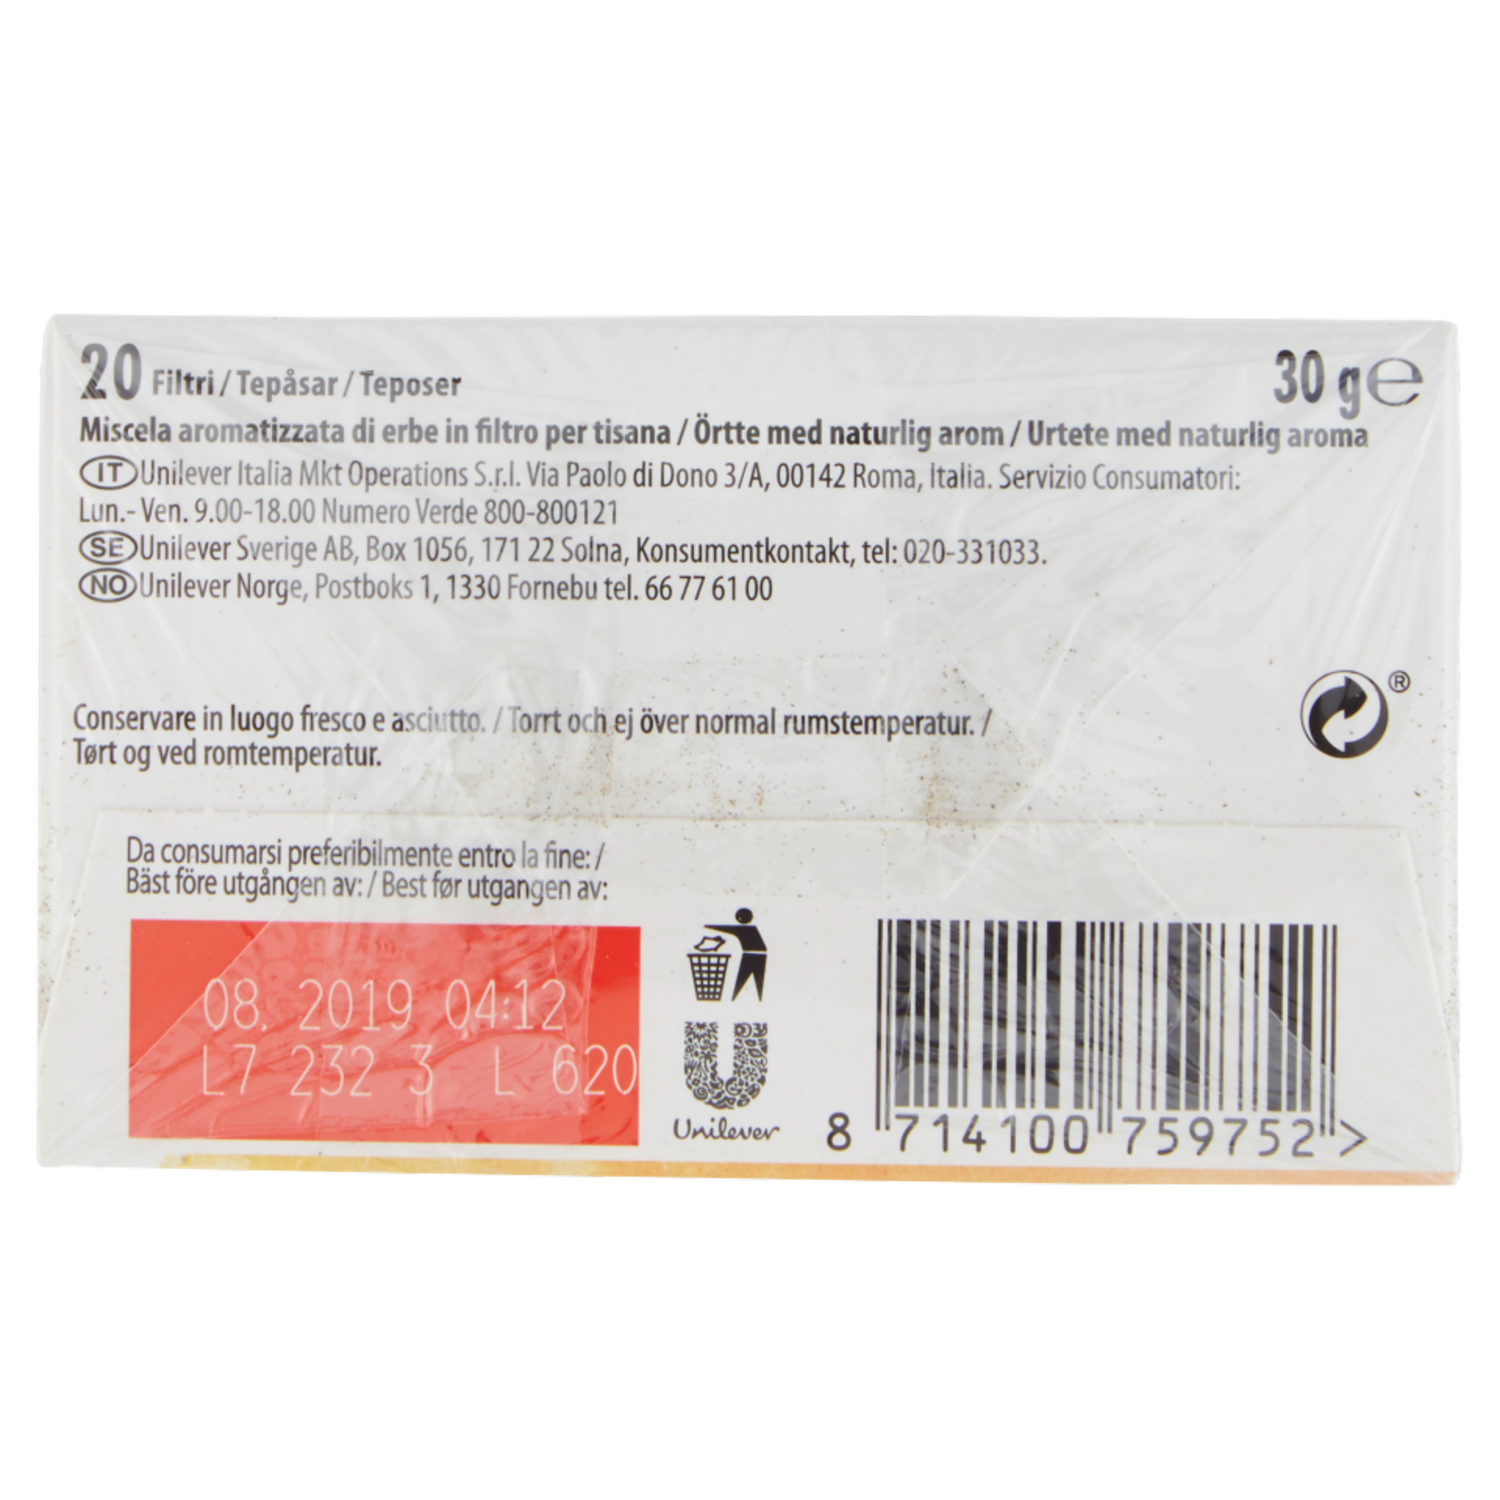 20 Filtri / Tepåsar / Teposer
30 g ℮
Miscela aromatizzata di erbe in filtro per tisana / Örtte med naturlig arom / Urtete med naturlig aroma
IT Unilever Italia Mkt Operations S.r.l. Via Paolo di Dono 3/A, 00142 Roma, Italia. Servizio Consumatori:
Lun.- Ven. 9.00-18.00 Numero Verde 800-800121
SE Unilever Sverige AB, Box 1056, 171 22 Solna, Konsumentkontakt, tel: 020-331033.
NO Unilever Norge, Postboks 1, 1330 Fornebu tel. 66 77 61 00
®
Conservare in luogo fresco e asciutto. / Torrt och ej över normal rumstemperatur. /
Tørt og ved romtemperatur.
Da consumarsi preferibilmente entro la fine: /
Bäst före utgången av: / Best før utgangen av:
08. 2019 04:12
L7 232 3 L 620
Unilever
8 714100 759752 >